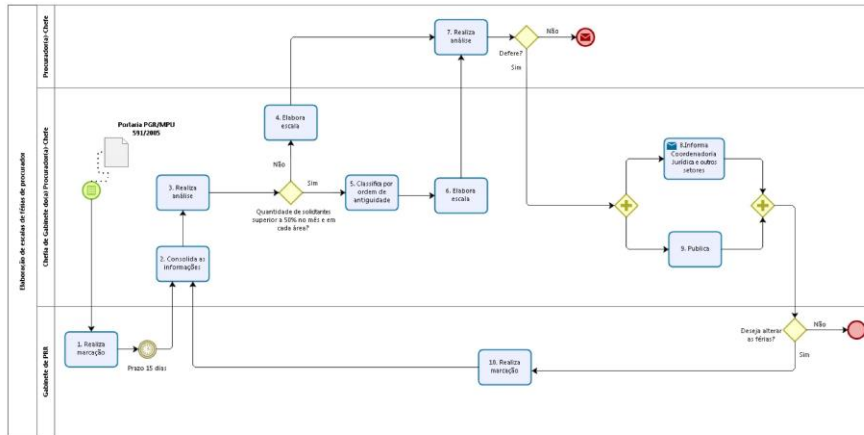 Elaboração de escalas de férias de procurador
Procurador(a)-Chefe
7. Realiza
análise
Defere?
Não
Sim
Chefia de Gabinete do(a) Procurador(a)-Chefe
Portaria PGR/MPU
591/2005
4. Elabora
escala
Não
3. Realiza
análise
Sim
Quantidade de solicitantes
superior a 50% no mês e em
cada área?
5. Classifica por
ordem de
antiguidade
6. Elabora
escala
8.Informa
Coordenadoria
Jurídica e outros
setores
9. Publica
2. Consolida as
informações
Gabinete de PRR
1. Realiza
marcação
Prazo 15 dias
10. Realiza
marcação
Deseja alterar
as férias?
Não
Sim